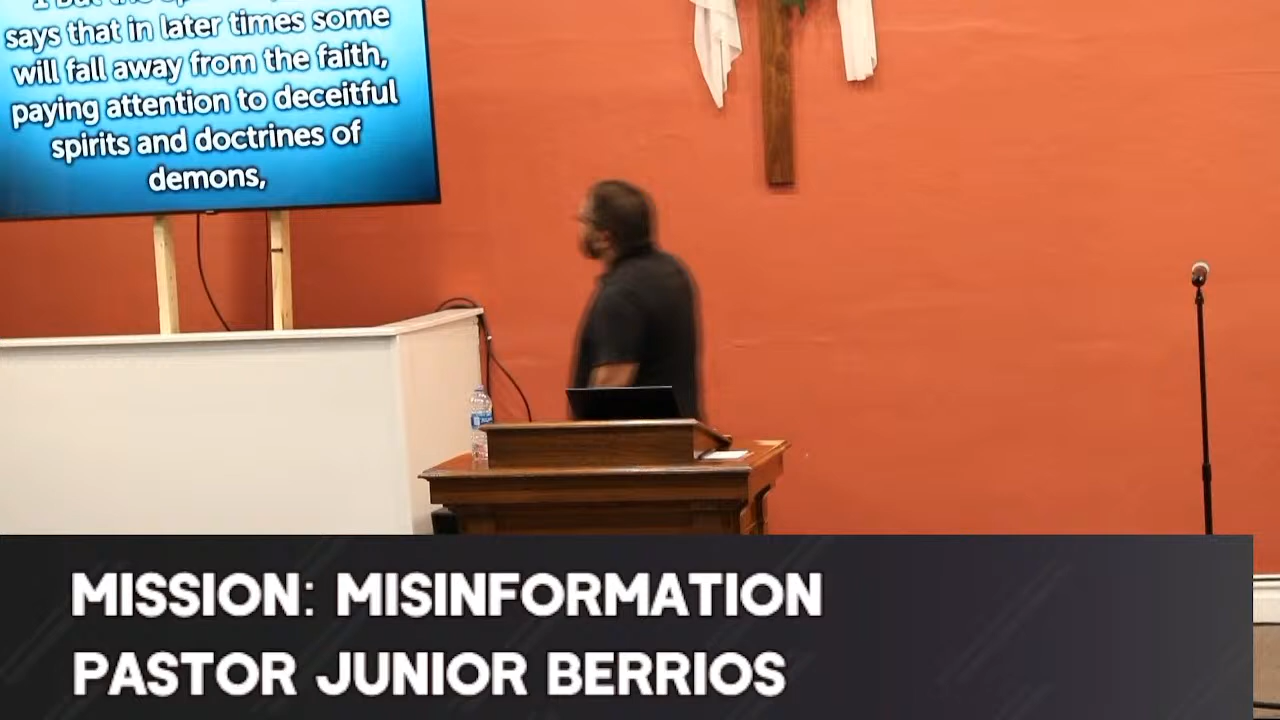 says that in later times some
will fall away from the faith,
paying attention to deceitful
spirits and doctrines of
demons,
MISSION: MISINFORMATION
PASTOR JUNIOR BERRIOS